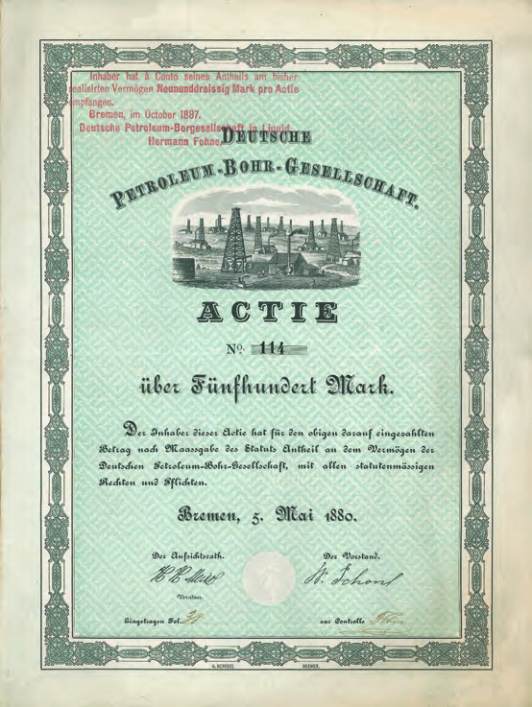 Inhaber hat à Conto seines Antheils am bisher
realisirten Vermögen Neununddreissig Mark pro Actie
empfangen.
Bremen, im October 1887.
Deutsche Petroleum-Borgesellschaft in Liquid.
Hermann
DEUTSCHE
PETROLEUM-BOHR-GESELLSCHAFT.
ACTIE
No. 114
über Fünfhundert Mark.
Der Inhaber dieser Actie hat für den obigen darauf eingezahlten
Betrag nach Maassgabe des Statuts Antheil an dem Vermögen der
Deutschen Petroleum-Bohr-Gesellschaft, mit allen statutenmässigen
Rechten und Pflichten.
Bremen, 5. Mai 1880.
Der Aufsichtsrath. Der Vorstand.
Eingetragen Fol. zur Controlle
BREMEN.